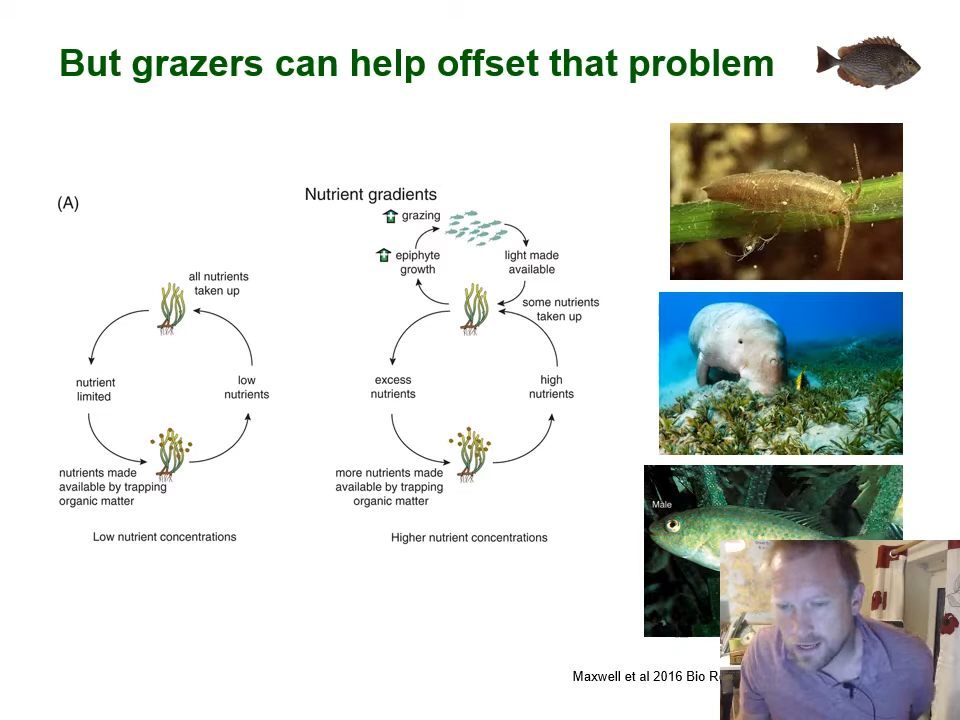 But grazers can help offset that problem
(A)
Nutrient gradients
grazing
epiphyte
growth
light made
available
all nutrients
taken up
some nutrients
taken up
nutrient
limited
low
nutrients
excess
nutrients
high
nutrients
nutrients made
available by trapping
organic matter
more nutrients made
available by trapping
organic matter
Low nutrient concentrations
Higher nutrient concentrations
Male
Maxwell et al 2016 Bio